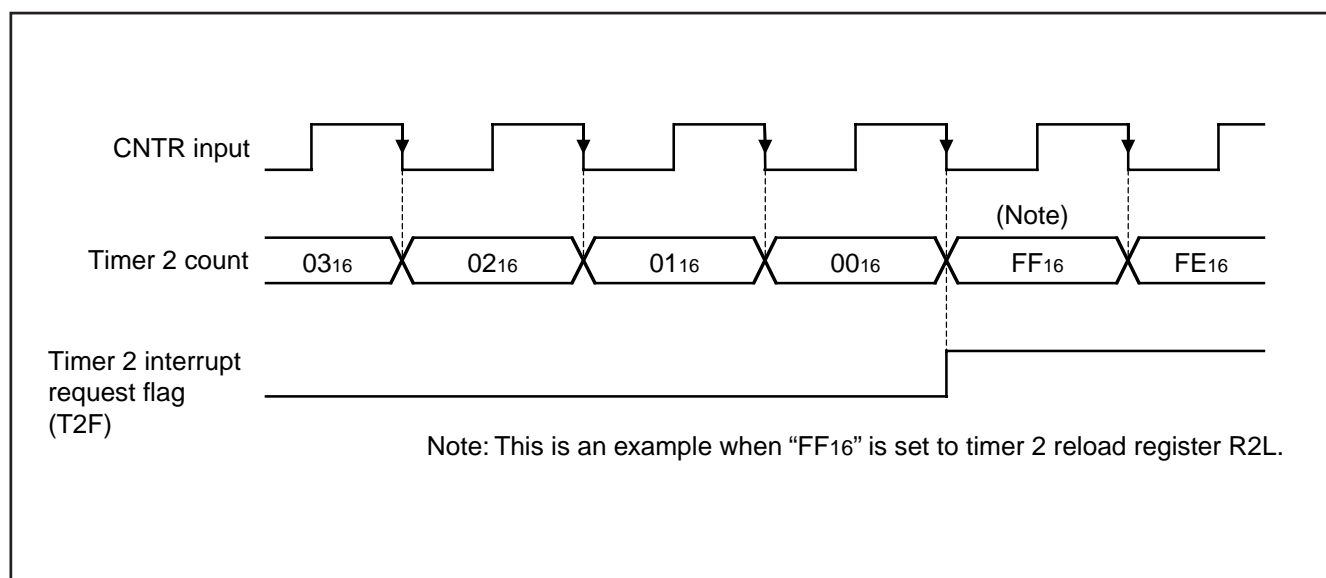 CNTR input
(Note)
Timer 2 count
03₁₆ 02₁₆ 01₁₆ 00₁₆ FF₁₆ FE₁₆
Timer 2 interrupt
request flag
(T2F)
Note: This is an example when “FF₁₆” is set to timer 2 reload register R2L.